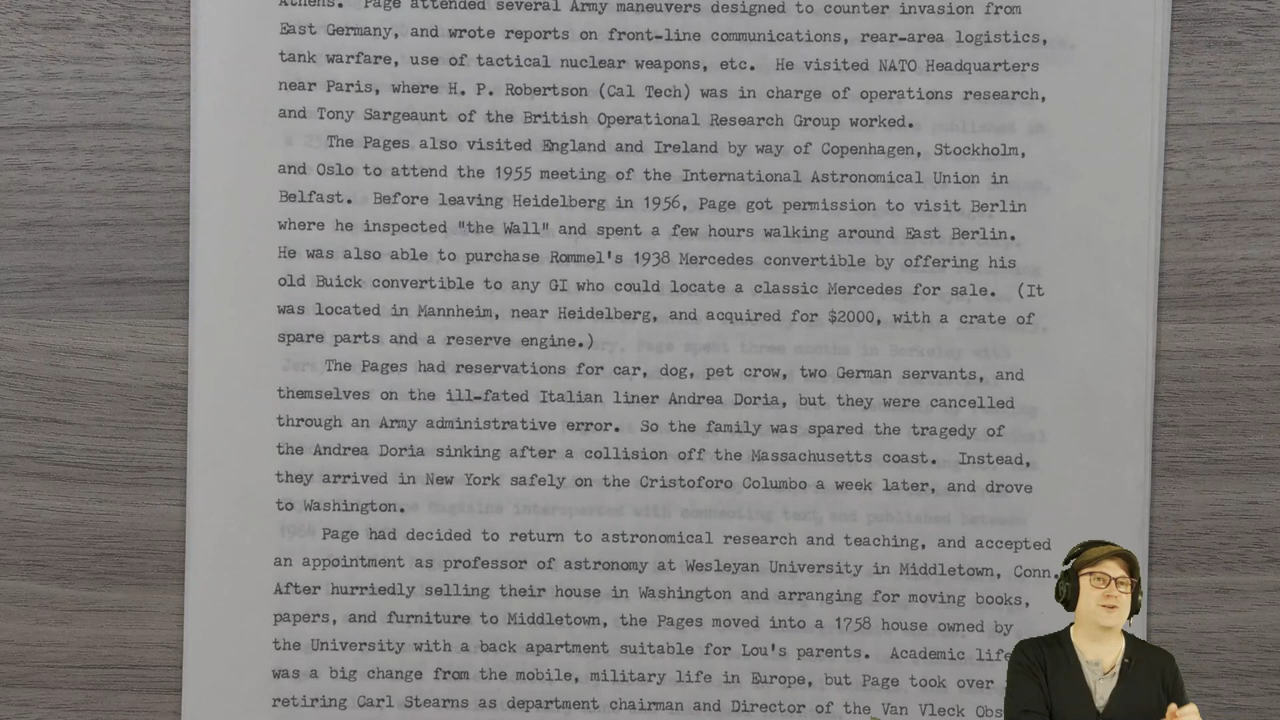 Athens.  Page attended several Army maneuvers designed to counter invasion from
East Germany, and wrote reports on front-line communications, rear-area logistics,
tank warfare, use of tactical nuclear weapons, etc.  He visited NATO Headquarters
near Paris, where H. P. Robertson (Cal Tech) was in charge of operations research,
and Tony Sargeaunt of the British Operational Research Group worked.
The Pages also visited England and Ireland by way of Copenhagen, Stockholm,
and Oslo to attend the 1955 meeting of the International Astronomical Union in
Belfast.  Before leaving Heidelberg in 1956, Page got permission to visit Berlin
where he inspected "the Wall" and spent a few hours walking around East Berlin.
He was also able to purchase Rommel's 1938 Mercedes convertible by offering his
old Buick convertible to any GI who could locate a classic Mercedes for sale.  (It
was located in Mannheim, near Heidelberg, and acquired for $2000, with a crate of
spare parts and a reserve engine.)
The Pages had reservations for car, dog, pet crow, two German servants, and
themselves on the ill-fated Italian liner Andrea Doria, but they were cancelled
through an Army administrative error.  So the family was spared the tragedy of
the Andrea Doria sinking after a collision off the Massachusetts coast.  Instead,
they arrived in New York safely on the Cristoforo Columbo a week later, and drove
to Washington.
Page had decided to return to astronomical research and teaching, and accepted
an appointment as professor of astronomy at Wesleyan University in Middletown, Conn.
After hurriedly selling their house in Washington and arranging for moving books,
papers, and furniture to Middletown, the Pages moved into a 1758 house owned by
the University with a back apartment suitable for Lou's parents.  Academic life
was a big change from the mobile, military life in Europe, but Page took over
retiring Carl Stearns as department chairman and Director of the Van Vleck Obs